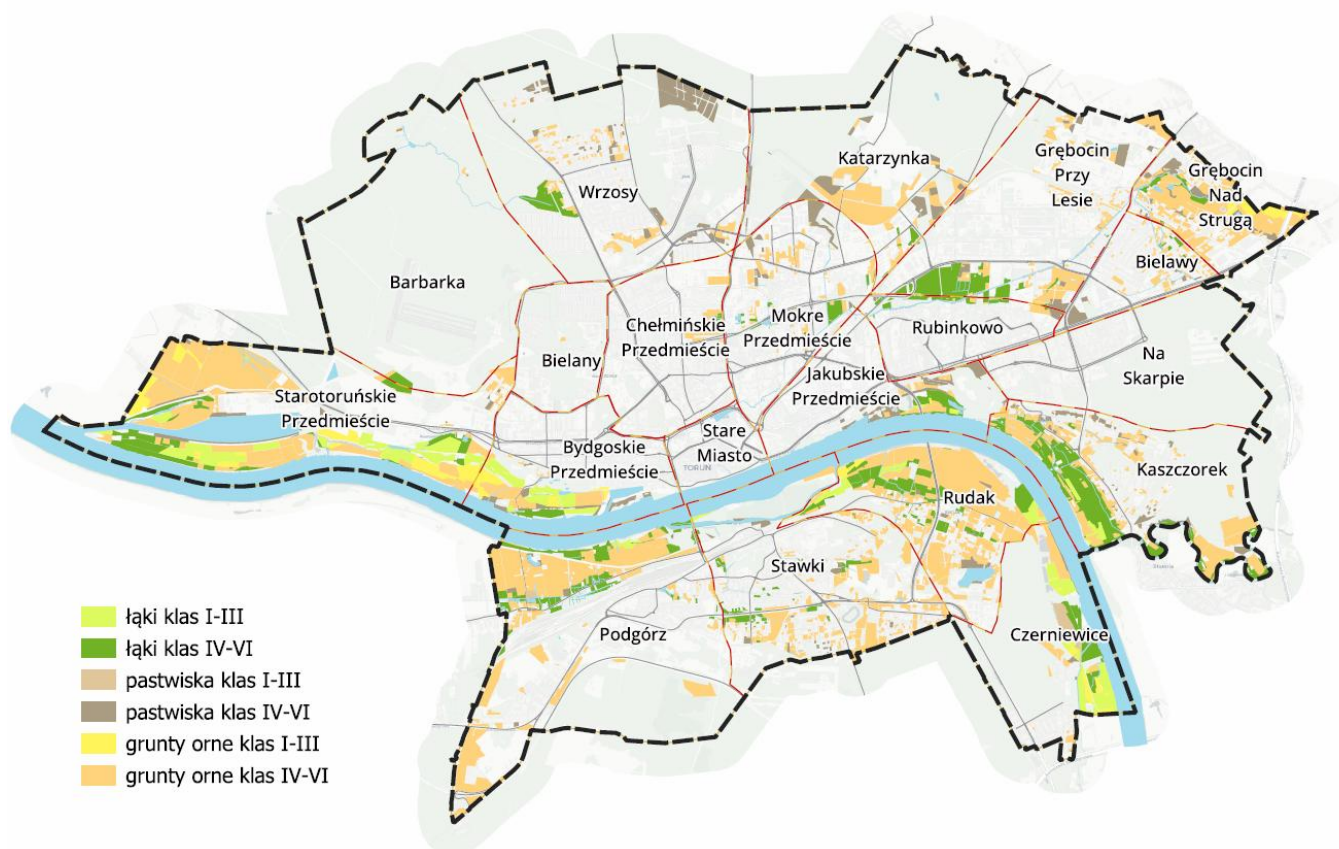 Katarzynka
Grębocin
Przy
Lesie
Grębocin
Nad
Strugą
Wrzosy
Bielawy
Barbarka
Chełmińskie
Przedmieście
Mokre
Przedmieście
Rubinkowo
Bielany
Na
Skarpie
Jakubskie
Przedmieście
Starotoruńskie
Przedmieście
Stare
Miasto
Bydgoskie
Przedmieście
TORUŃ
Kaszczorek
Rudak
Stawki
Podgórz
Czerniewice
łąki klas I-III
łąki klas IV-VI
pastwiska klas I-III
pastwiska klas IV-VI
grunty orne klas I-III
grunty orne klas IV-VI